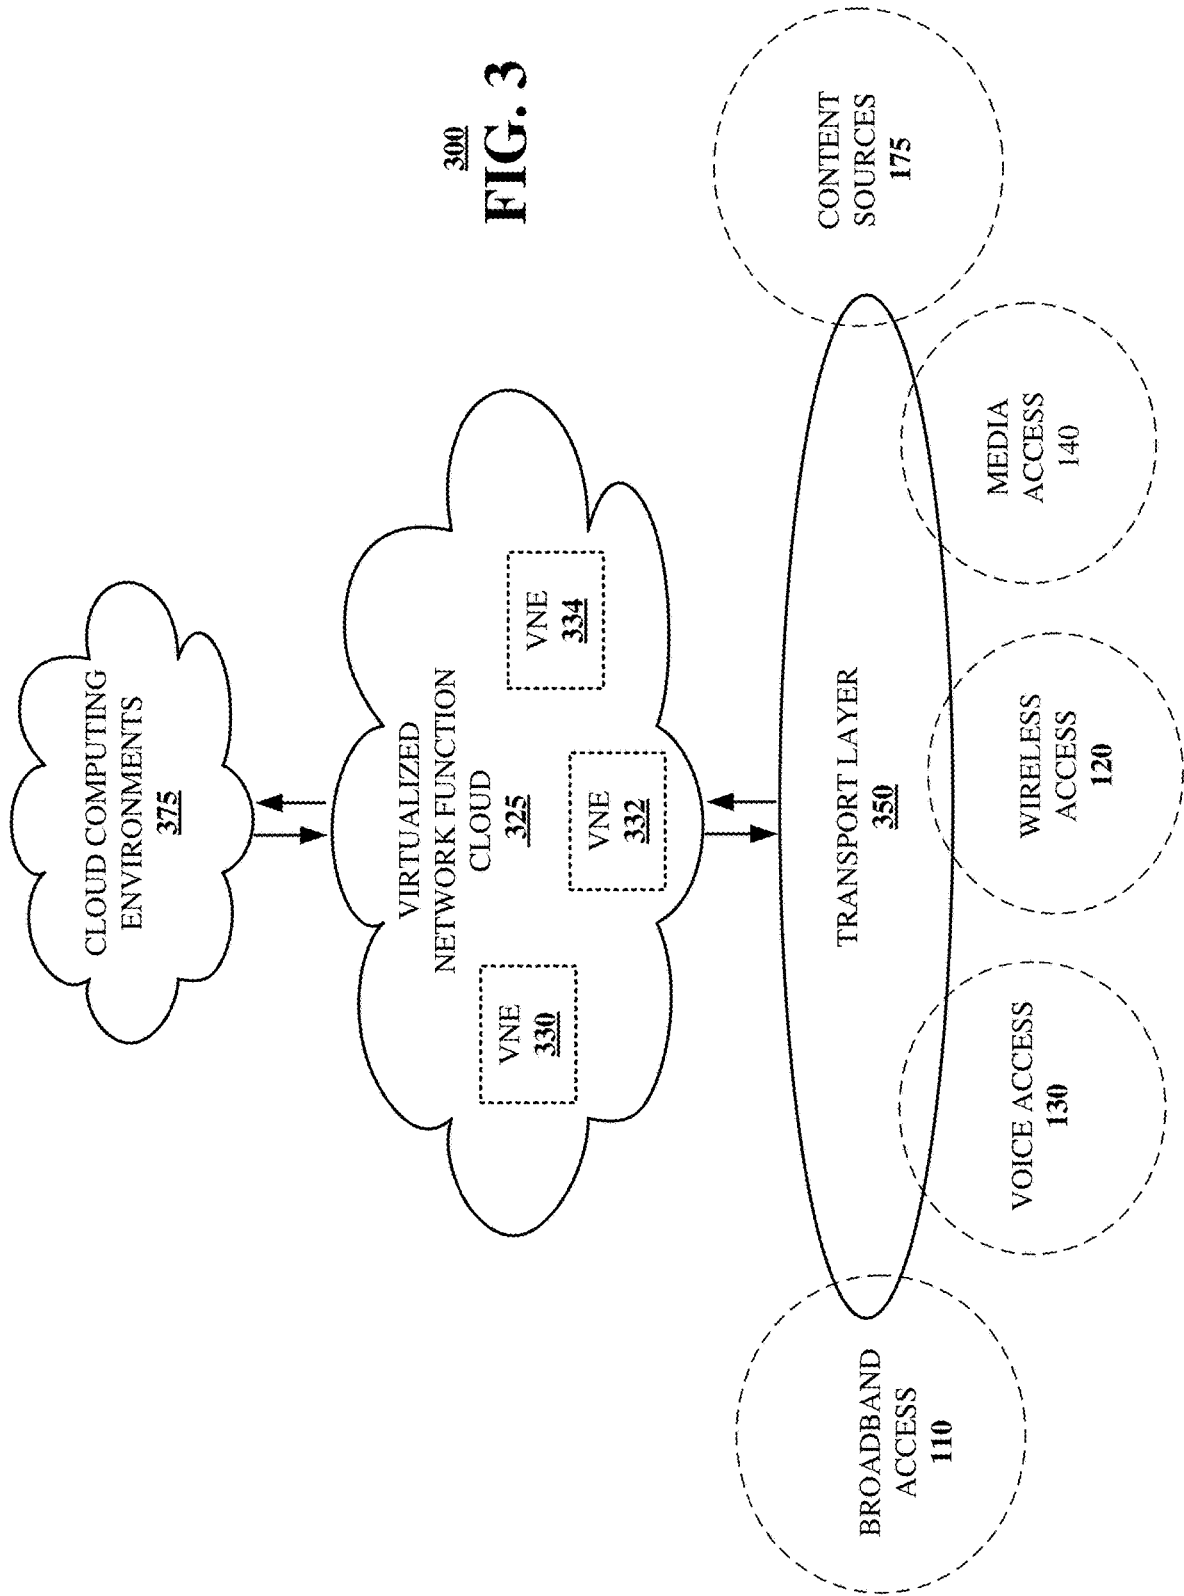 CLOUD COMPUTING
ENVIRONMENTS
375
VIRTUALIZED
NETWORK FUNCTION
CLOUD
325
VNE
330
VNE
332
VNE
334
TRANSPORT LAYER
350
BROADBAND
ACCESS
110
VOICE ACCESS
130
WIRELESS
ACCESS
120
MEDIA
ACCESS
140
CONTENT
SOURCES
175
300
FIG. 3